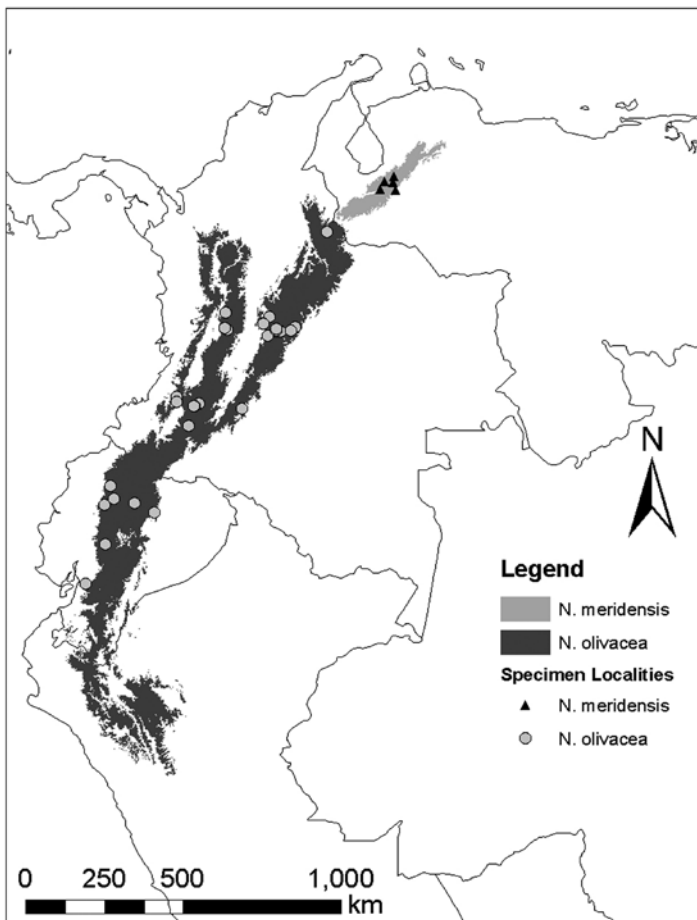 N
Legend
N. meridensis
N. olivacea
Specimen Localities
N. meridensis
N. olivacea
0 250 500 1,000
km